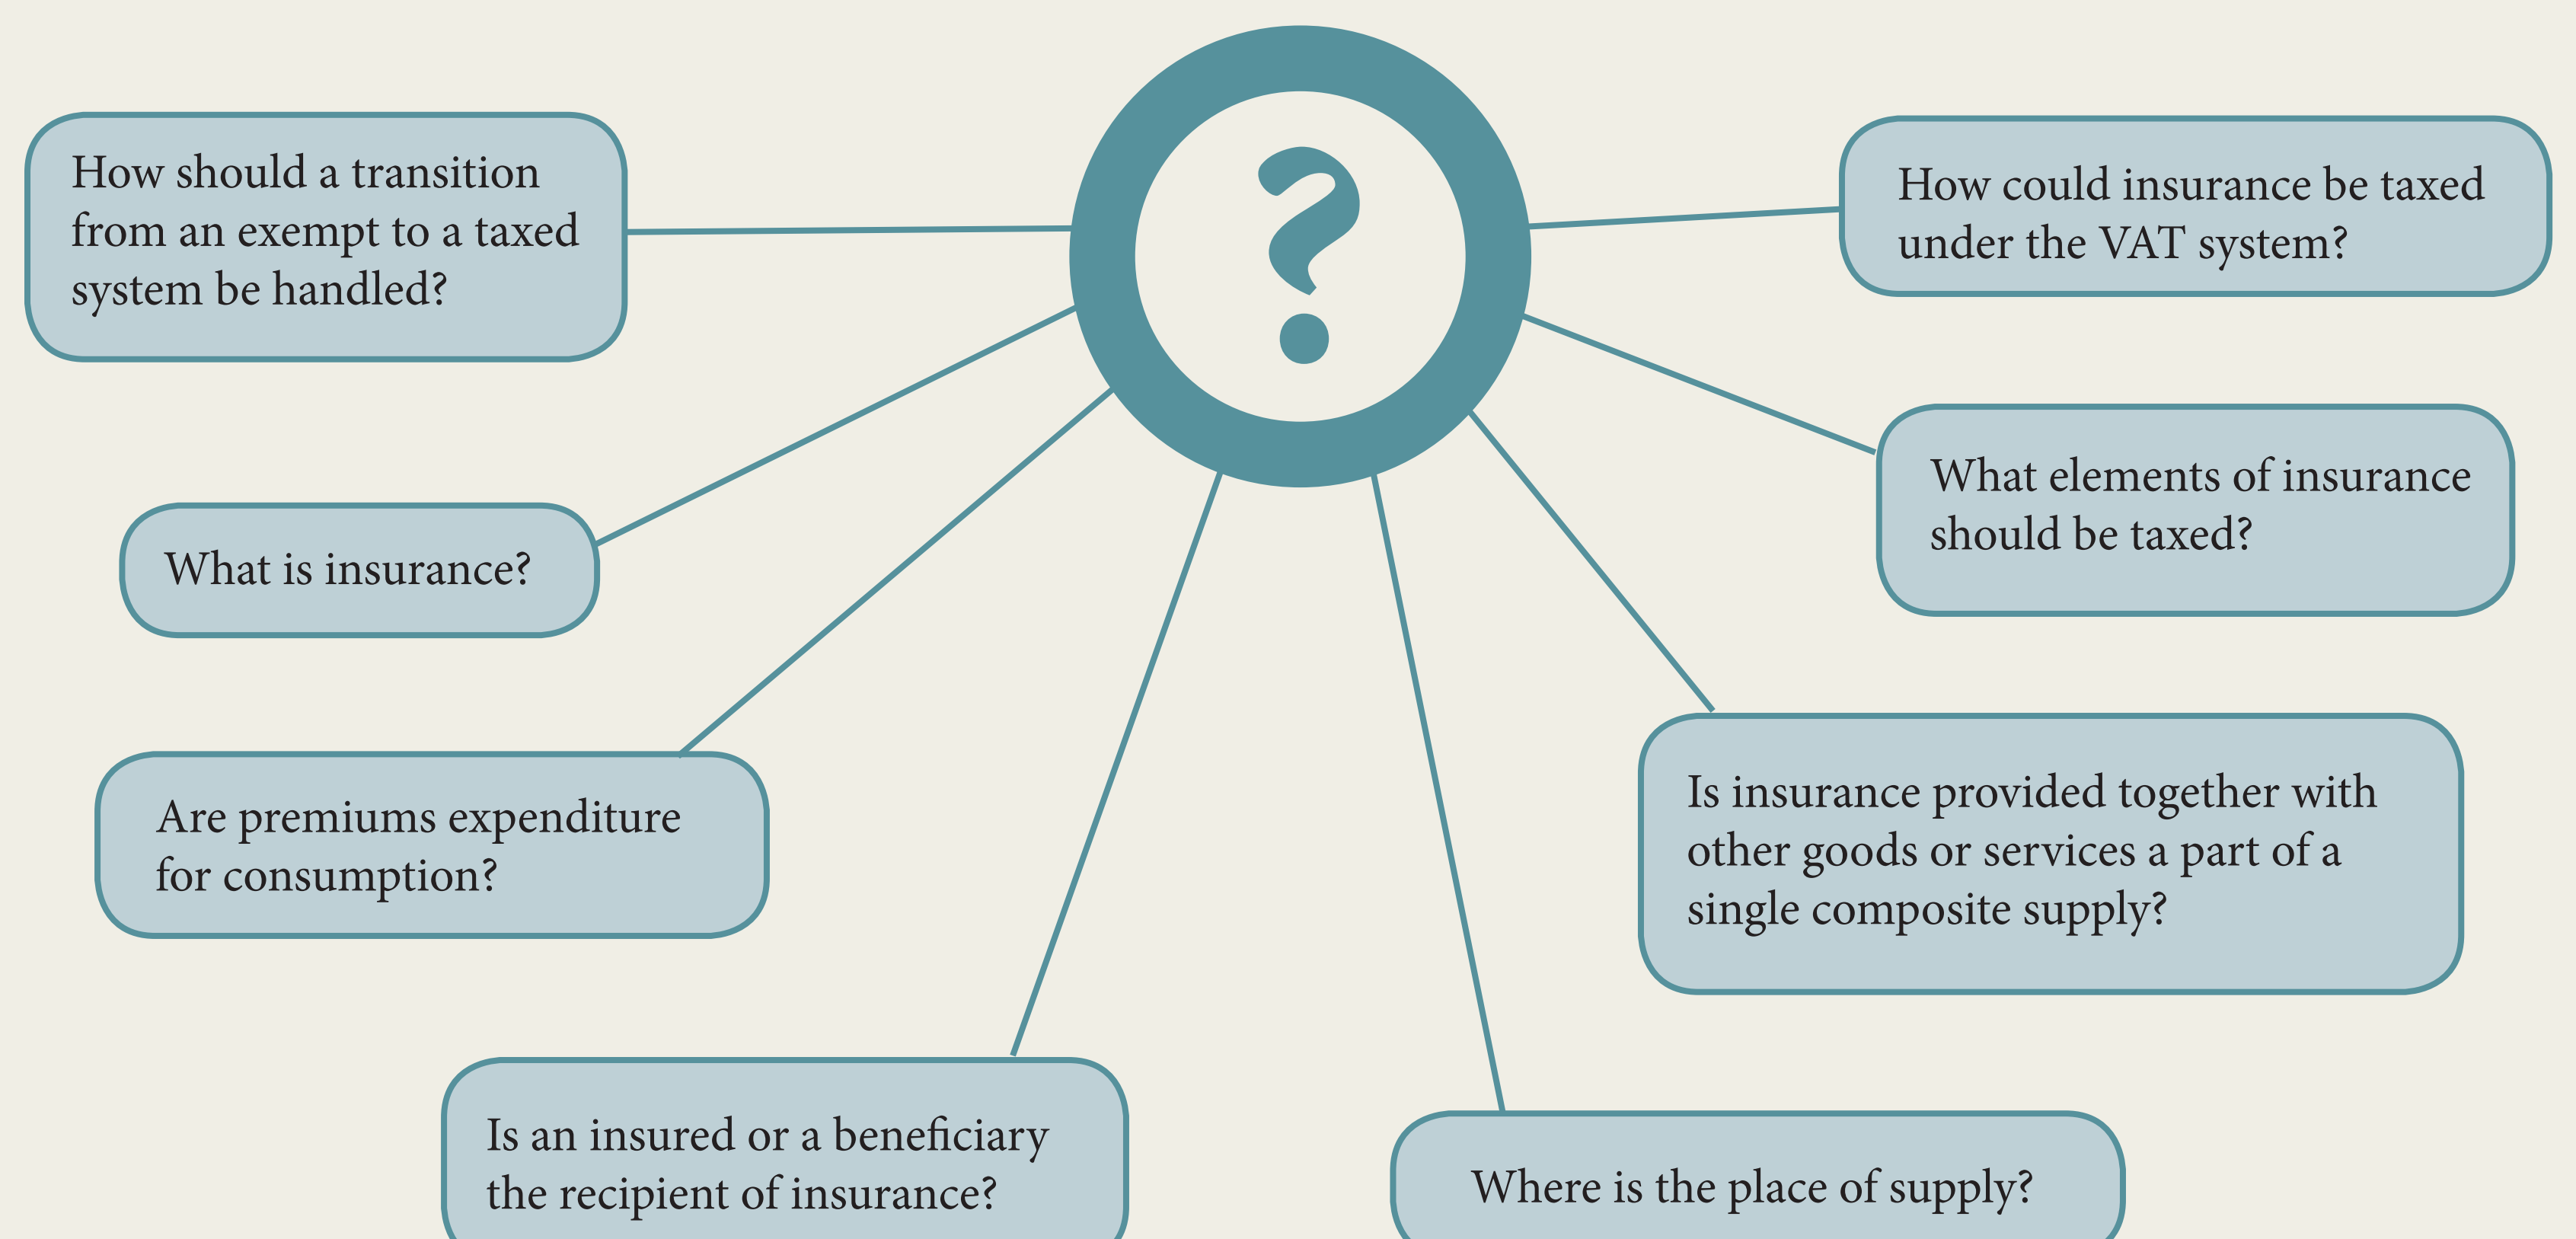 How should a transition
from an exempt to a taxed
system be handled?
?
How could insurance be taxed
under the VAT system?
What is insurance?
What elements of insurance
should be taxed?
Are premiums expenditure
for consumption?
Is insurance provided together with
other goods or services a part of a
single composite supply?
Is an insured or a beneficiary
the recipient of insurance?
Where is the place of supply?